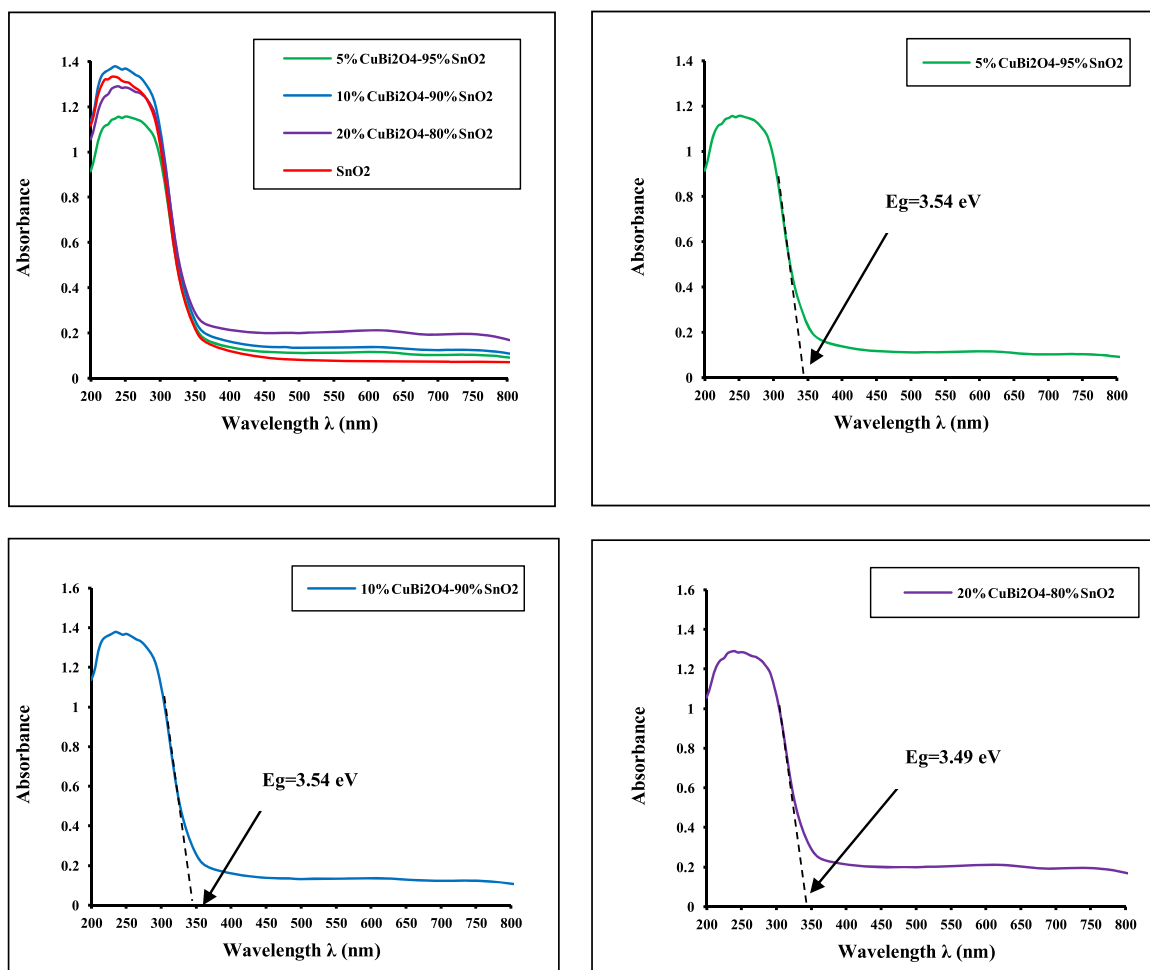 5% CuBi2O4-95%SnO2
10% CuBi2O4-90%SnO2
20% CuBi2O4-80%SnO2
SnO2
Absorbance
1.4
1.2
1
0.8
0.6
0.4
0.2
0
200 250 300 350 400 450 500 550 600 650 700 750 800
Wavelength λ (nm)
5% CuBi2O4-95%SnO2
Eg=3.54 eV
Absorbance
1.4
1.2
1
0.8
0.6
0.4
0.2
0
200 250 300 350 400 450 500 550 600 650 700 750 800
Wavelength λ (nm)
10% CuBi2O4-90%SnO2
Eg=3.54 eV
Absorbance
1.6
1.4
1.2
1
0.8
0.6
0.4
0.2
0
200 250 300 350 400 450 500 550 600 650 700 750 800
Wavelength λ (nm)
20% CuBi2O4-80%SnO2
Eg=3.49 eV
Absorbance
1.6
1.4
1.2
1
0.8
0.6
0.4
0.2
0
200 250 300 350 400 450 500 550 600 650 700 750 800
Wavelength λ (nm)